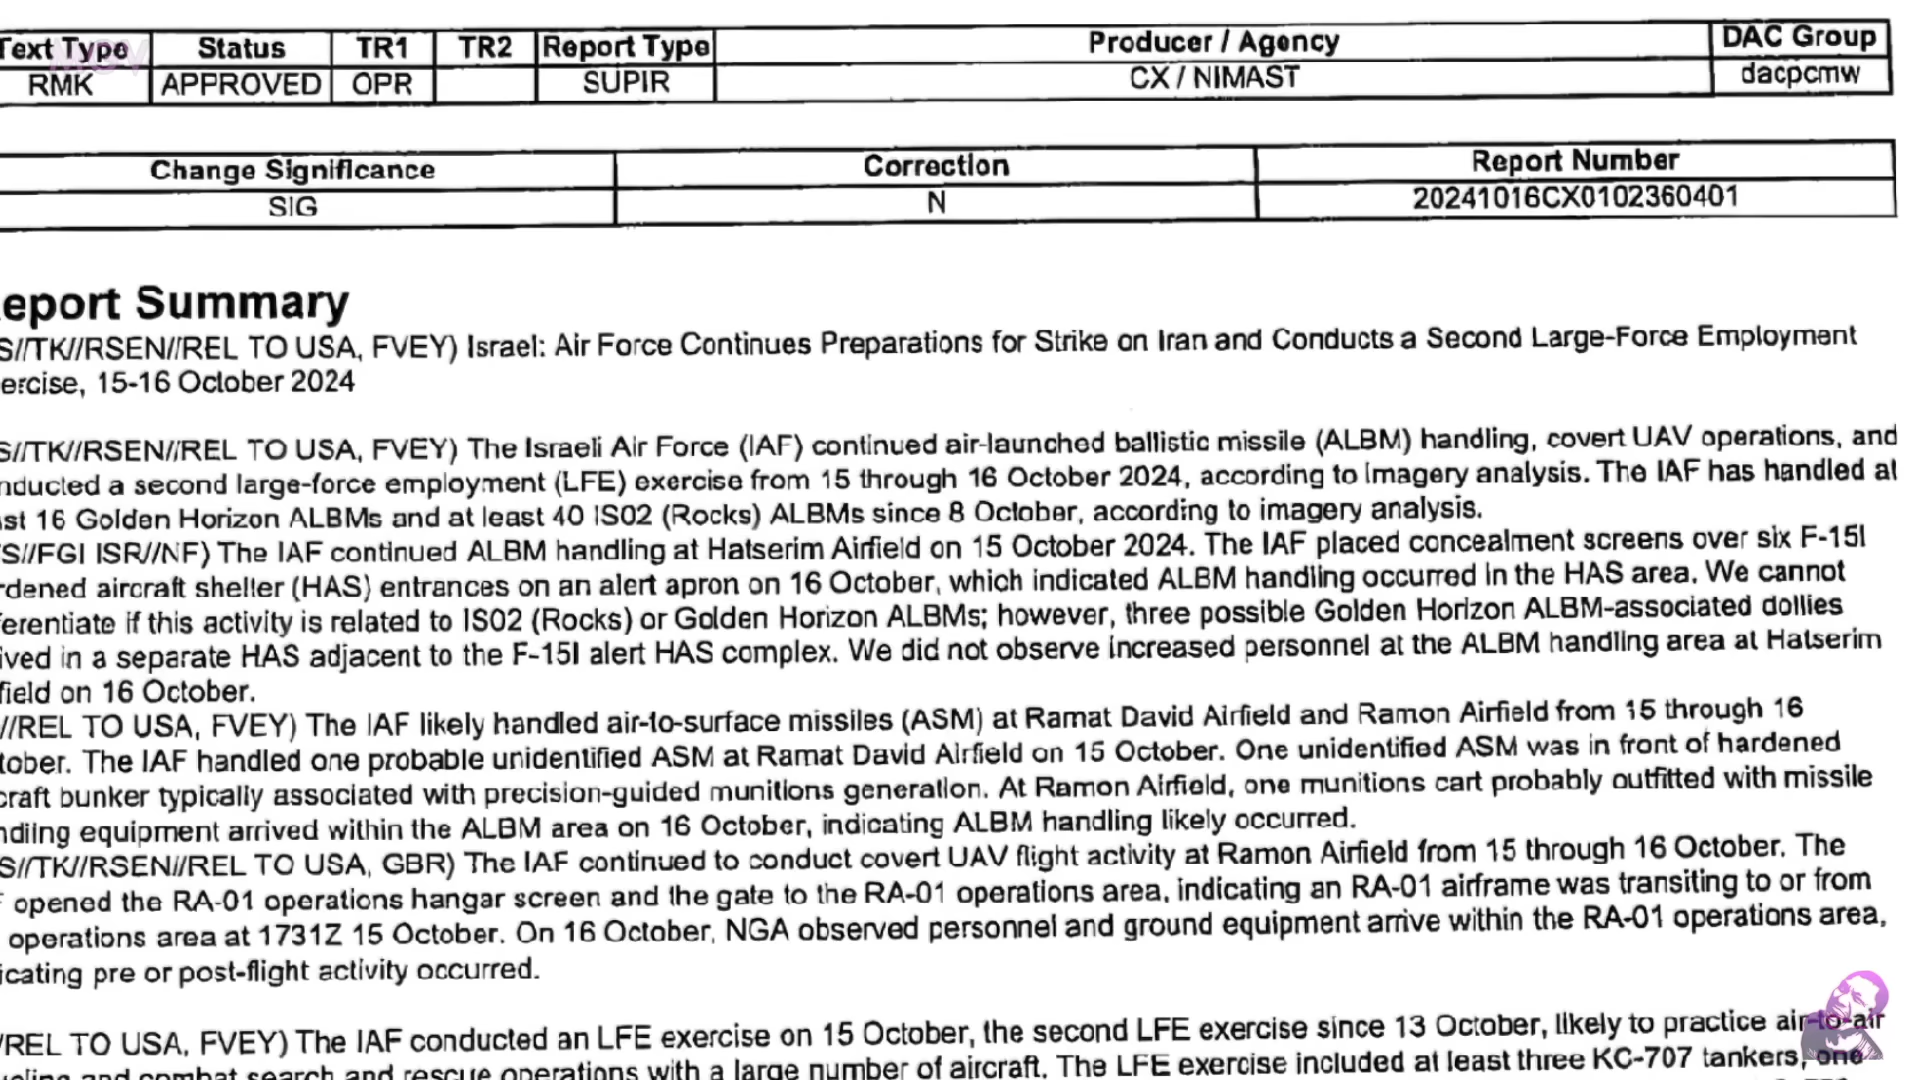 Text Type Status TR1 TR2 Report Type Producer / Agency DAC Group
RMK APPROVED OPR SUPIR CX / NIMAST dacpcmw
Change Significance Correction Report Number
SIG N 20241016CX0102360401
eport Summary
S//TK//RSEN//REL TO USA, FVEY) Israel: Air Force Continues Preparations for Strike on Iran and Conducts a Second Large-Force Employment
ercise, 15-16 October 2024
S//TK//RSEN//REL TO USA, FVEY) The Israeli Air Force (IAF) continued air-launched ballistic missile (ALBM) handling, covert UAV operations, and
nducted a second large-force employment (LFE) exercise from 15 through 16 October 2024, according to imagery analysis. The IAF has handled at
st 16 Golden Horizon ALBMs and at least 40 IS02 (Rocks) ALBMs since 8 October, according to imagery analysis.
S//FGI ISR//NF) The IAF continued ALBM handling at Hatserim Airfield on 15 October 2024. The IAF placed concealment screens over six F-15I
rdened aircraft shelter (HAS) entrances on an alert apron on 16 October, which indicated ALBM handling occurred in the HAS area. We cannot
ferentiate if this activity is related to IS02 (Rocks) or Golden Horizon ALBMs; however, three possible Golden Horizon ALBM-associated dollies
ived in a separate HAS adjacent to the F-15I alert HAS complex. We did not observe increased personnel at the ALBM handling area at Hatserim
field on 16 October.
//REL TO USA, FVEY) The IAF likely handled air-to-surface missiles (ASM) at Ramat David Airfield and Ramon Airfield from 15 through 16
tober. The IAF handled one probable unidentified ASM at Ramat David Airfield on 15 October. One unidentified ASM was in front of hardened
craft bunker typically associated with precision-guided munitions generation. At Ramon Airfield, one munitions cart probably outfitted with missile
ndling equipment arrived within the ALBM area on 16 October, indicating ALBM handling likely occurred.
S//TK//RSEN//REL TO USA, GBR) The IAF continued to conduct covert UAV flight activity at Ramon Airfield from 15 through 16 October. The
opened the RA-01 operations hangar screen and the gate to the RA-01 operations area, indicating an RA-01 airframe was transiting to or from
operations area at 1731Z 15 October. On 16 October, NGA observed personnel and ground equipment arrive within the RA-01 operations area,
icating pre or post-flight activity occurred.
/REL TO USA, FVEY) The IAF conducted an LFE exercise on 15 October, the second LFE exercise since 13 October, likely to practice air-to-air
ueling and combat search and rescue operations with a large number of aircraft. The LFE exercise included at least three KC-707 tankers, one